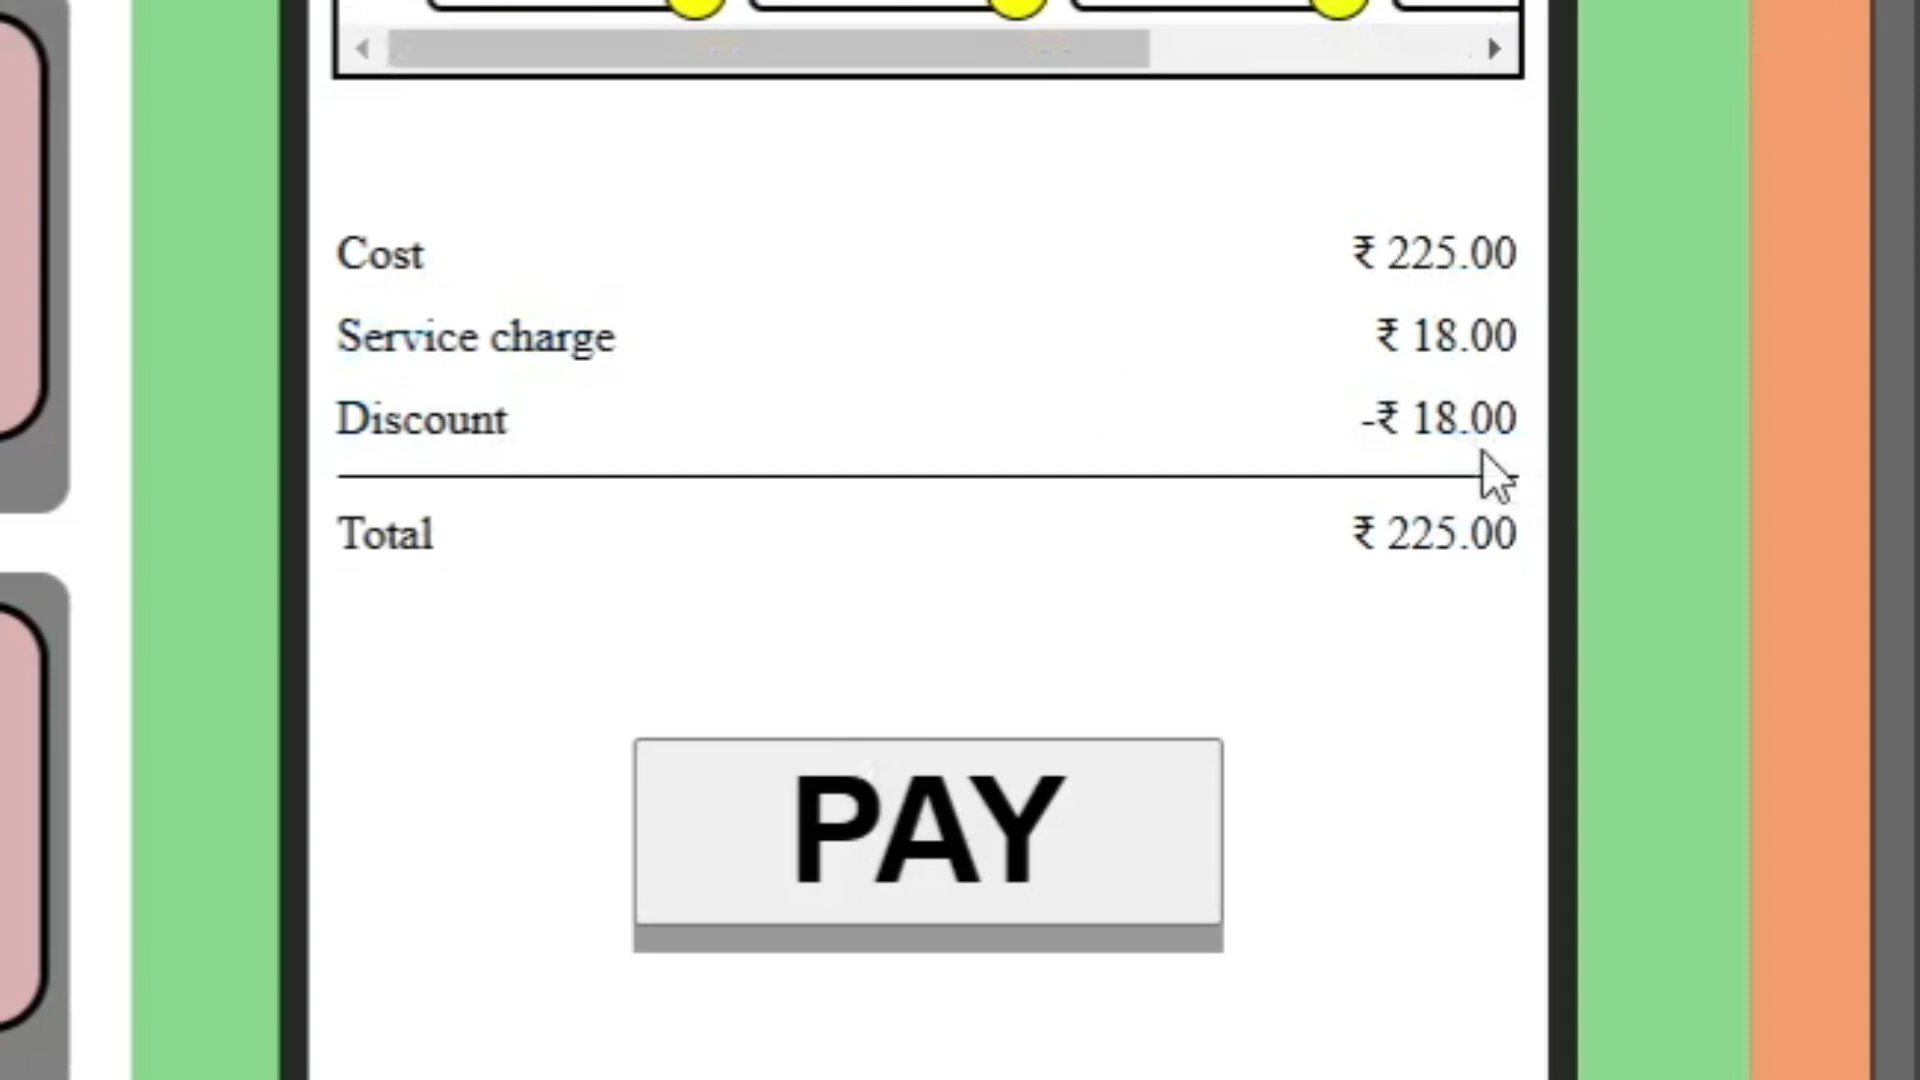 Cost ₹ 225.00
Service charge ₹ 18.00
Discount -₹ 18.00
Total ₹ 225.00
PAY